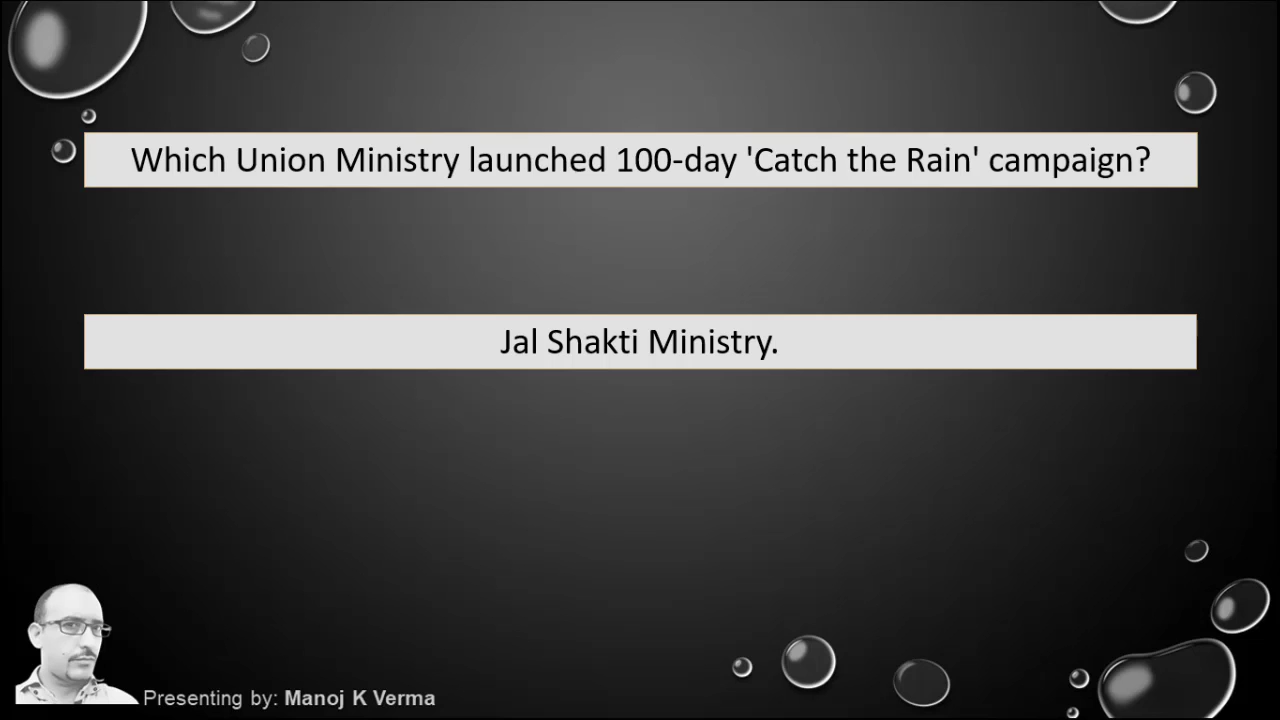 Which Union Ministry launched 100-day 'Catch the Rain' campaign?
Jal Shakti Ministry.
Presenting by: Manoj K Verma